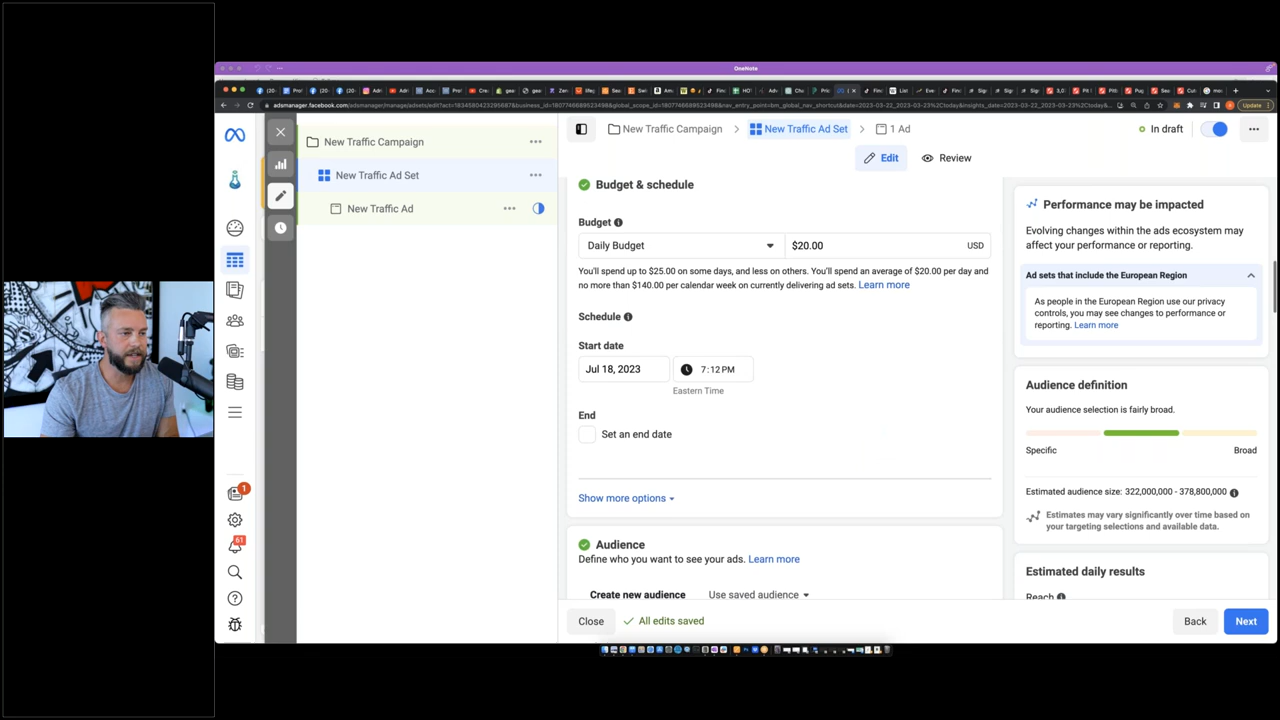 OneNote
Update
New Traffic Campaign
New Traffic Ad Set
1 Ad
In draft
Edit
Review
New Traffic Campaign
New Traffic Ad Set
New Traffic Ad
Budget & schedule
Budget
Daily Budget
$20.00
USD
You'll spend up to $25.00 on some days, and less on others. You'll spend an average of $20.00 per day and
no more than $140.00 per calendar week on currently delivering ad sets. Learn more
Schedule
Start date
Jul 18, 2023
7:12 PM
Eastern Time
End
Set an end date
Show more options
Audience
Define who you want to see your ads. Learn more
Create new audience
Use saved audience
Performance may be impacted
Evolving changes within the ads ecosystem may
affect your performance or reporting.
Ad sets that include the European Region
As people in the European Region use our privacy
controls, you may see changes to performance or
reporting. Learn more
Audience definition
Your audience selection is fairly broad.
Specific
Broad
Estimated audience size: 322,000,000 - 378,800,000
Estimates may vary significantly over time based on
your targeting selections and available data.
Estimated daily results
Reach
1
61
Close
All edits saved
Back
Next